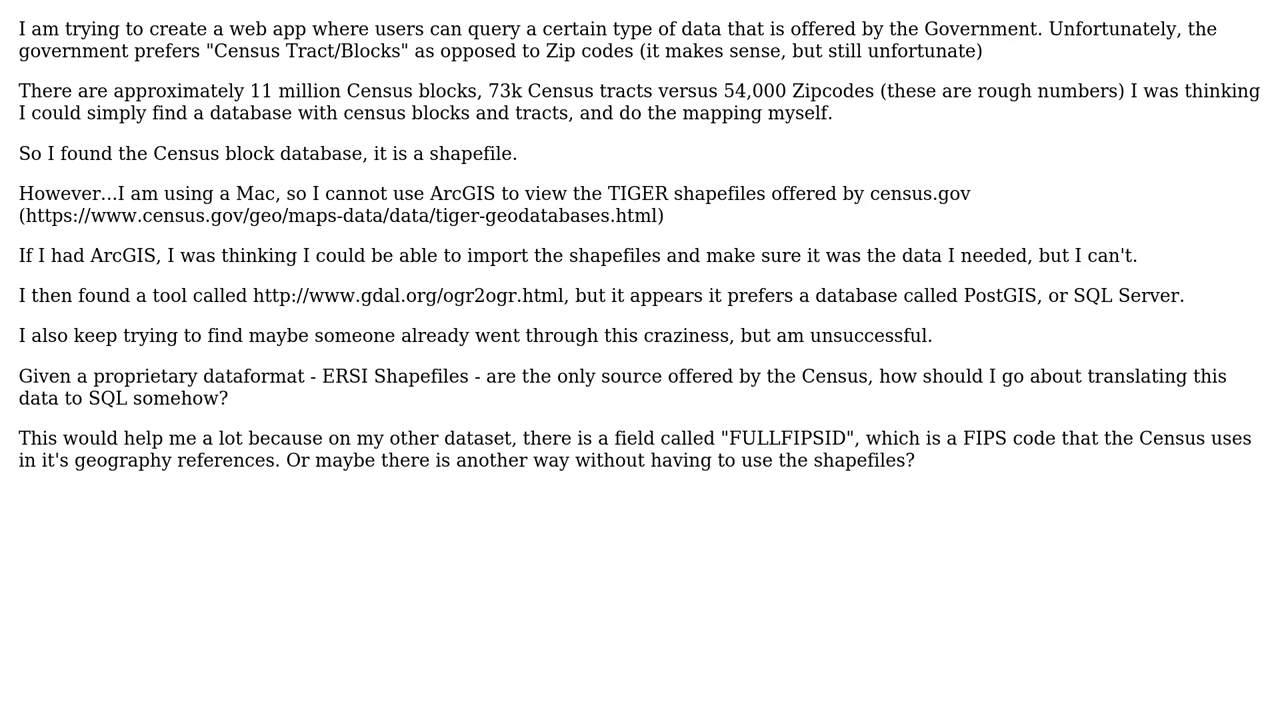 I am trying to create a web app where users can query a certain type of data that is offered by the Government. Unfortunately, the
government prefers "Census Tract/Blocks" as opposed to Zip codes (it makes sense, but still unfortunate)
There are approximately 11 million Census blocks, 73k Census tracts versus 54,000 Zipcodes (these are rough numbers) I was thinking
I could simply find a database with census blocks and tracts, and do the mapping myself.
So I found the Census block database, it is a shapefile.
However...I am using a Mac, so I cannot use ArcGIS to view the TIGER shapefiles offered by census.gov
(https://www.census.gov/geo/maps-data/data/tiger-geodatabases.html)
If I had ArcGIS, I was thinking I could be able to import the shapefiles and make sure it was the data I needed, but I can't.
I then found a tool called http://www.gdal.org/ogr2ogr.html, but it appears it prefers a database called PostGIS, or SQL Server.
I also keep trying to find maybe someone already went through this craziness, but am unsuccessful.
Given a proprietary dataformat - ERSI Shapefiles - are the only source offered by the Census, how should I go about translating this
data to SQL somehow?
This would help me a lot because on my other dataset, there is a field called "FULLFIPSID", which is a FIPS code that the Census uses
in it's geography references. Or maybe there is another way without having to use the shapefiles?